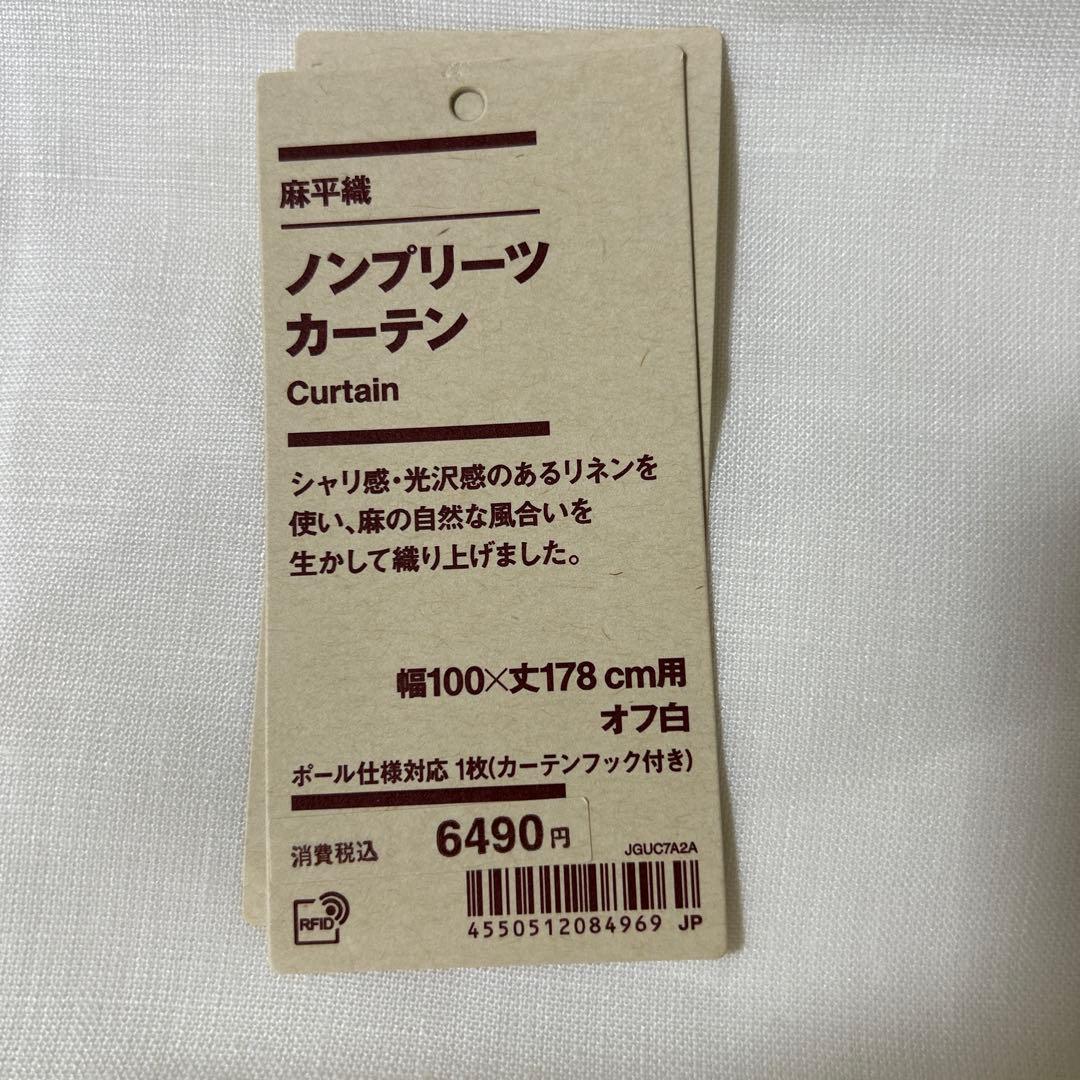 麻平織
ノンプリーツ
カーテン
Curtain
シャリ感・光沢感のあるリネンを
使い、麻の自然な風合いを
生かして織り上げました。
幅100×丈178 cm用
オフ白
ポール仕様対応 1枚(カーテンフック付き)
消費税込 6490円
JGUC7A2A
RFID
4550512084969 JP